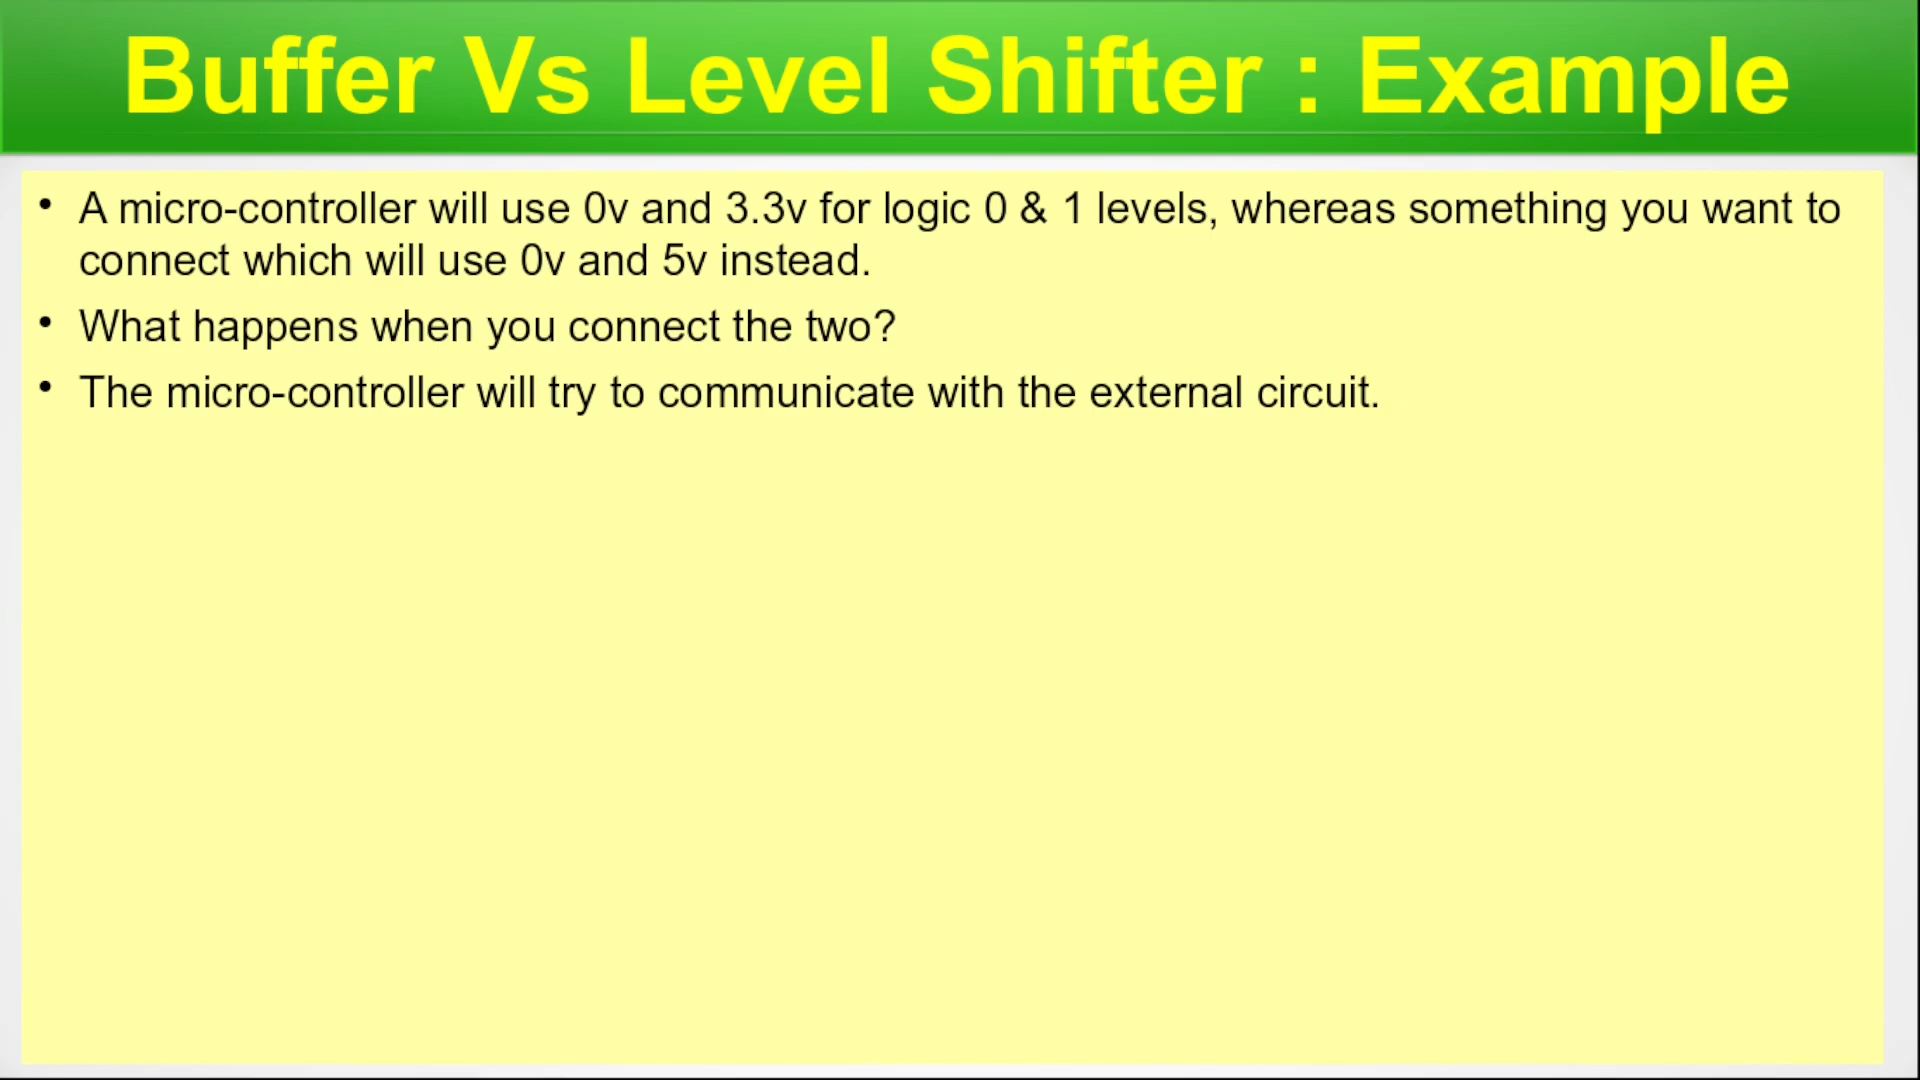 Buffer Vs Level Shifter : Example
• A micro-controller will use 0v and 3.3v for logic 0 & 1 levels, whereas something you want to
connect which will use 0v and 5v instead.
• What happens when you connect the two?
• The micro-controller will try to communicate with the external circuit.